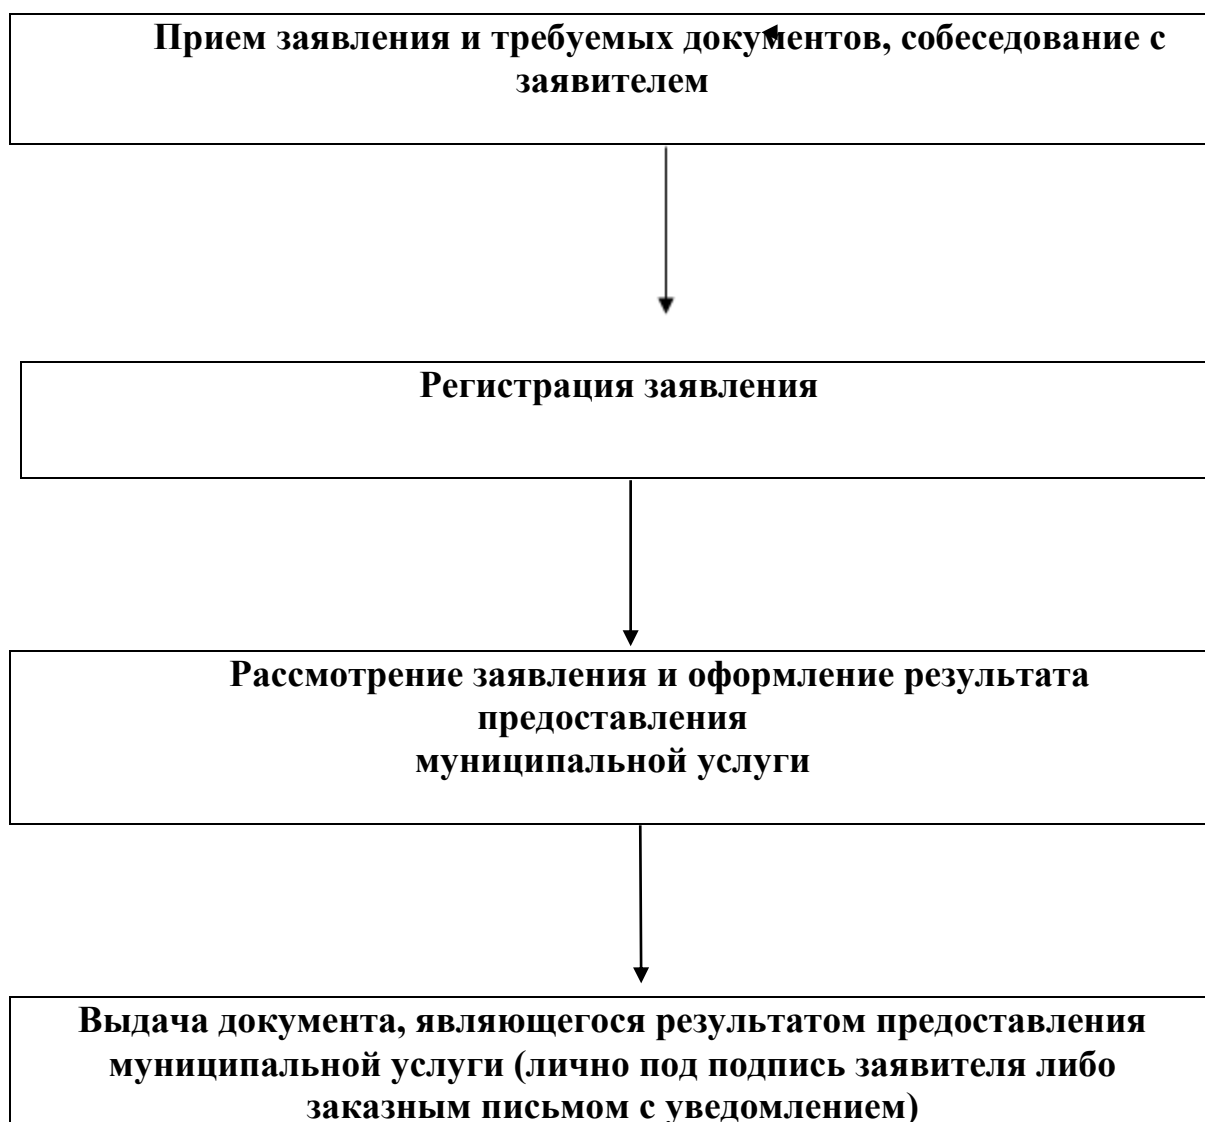 Прием заявления и требуемых документов, собеседование с
заявителем
Регистрация заявления
Рассмотрение заявления и оформление результата
предоставления
муниципальной услуги
Выдача документа, являющегося результатом предоставления
муниципальной услуги (лично под подпись заявителя либо
заказным письмом с уведомлением)